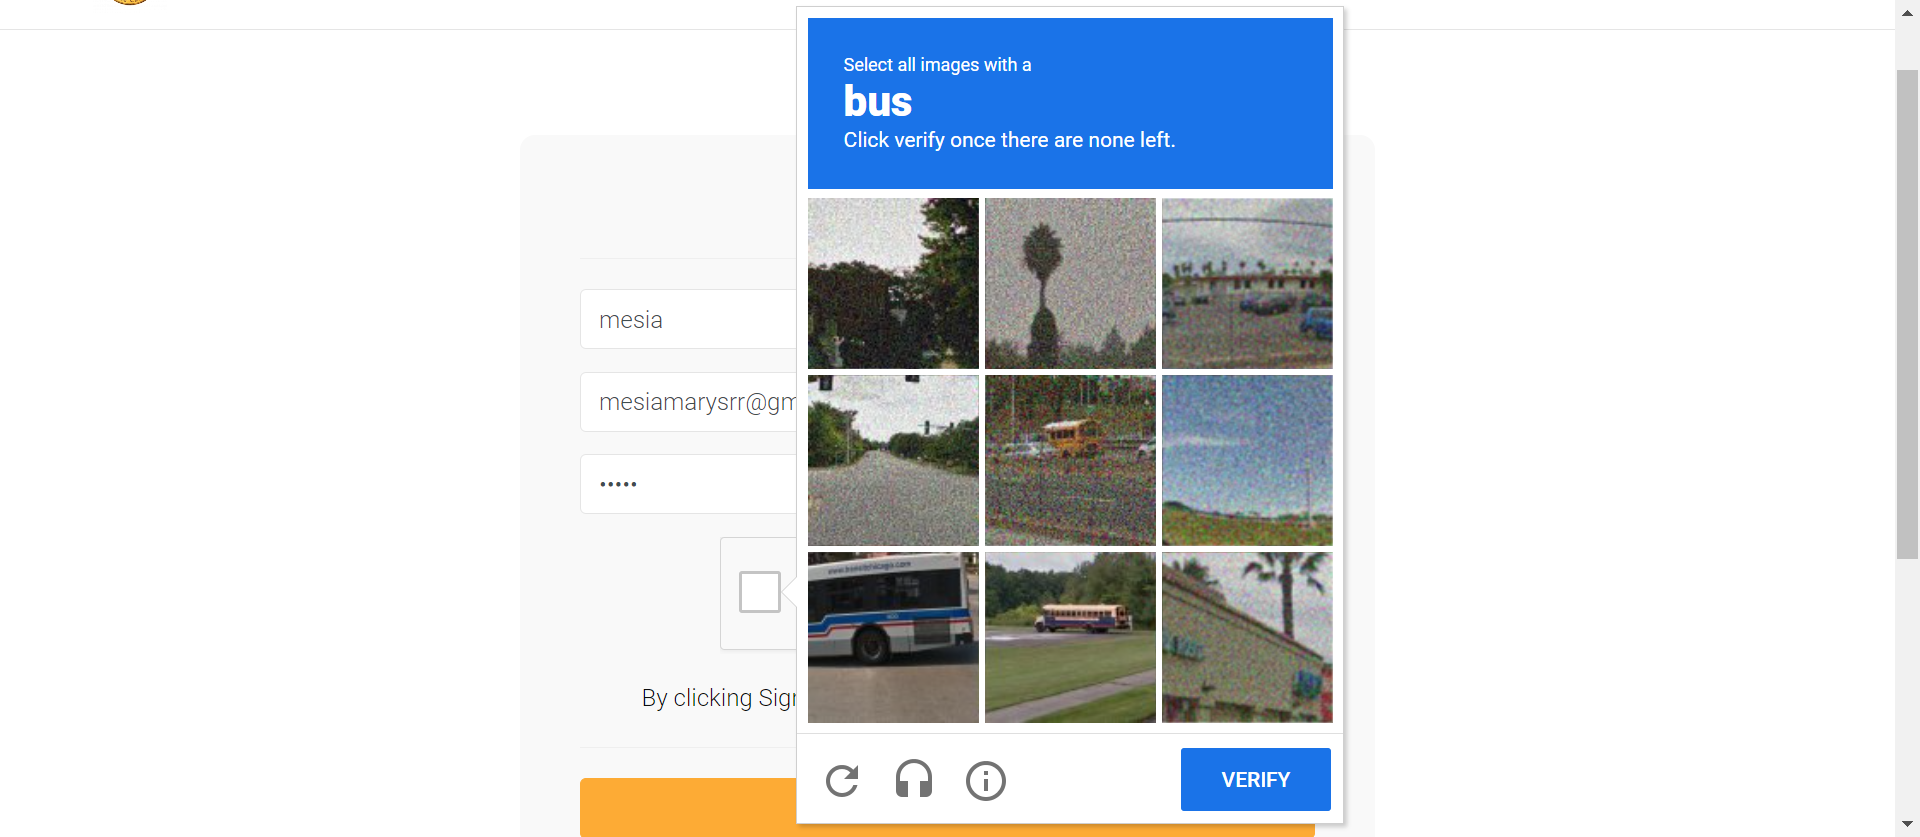 Select all images with a
bus
Click verify once there are none left.
mesia
mesiamarysrr@gm
•••••
www.transitchicago.com
By clicking Sign
VERIFY